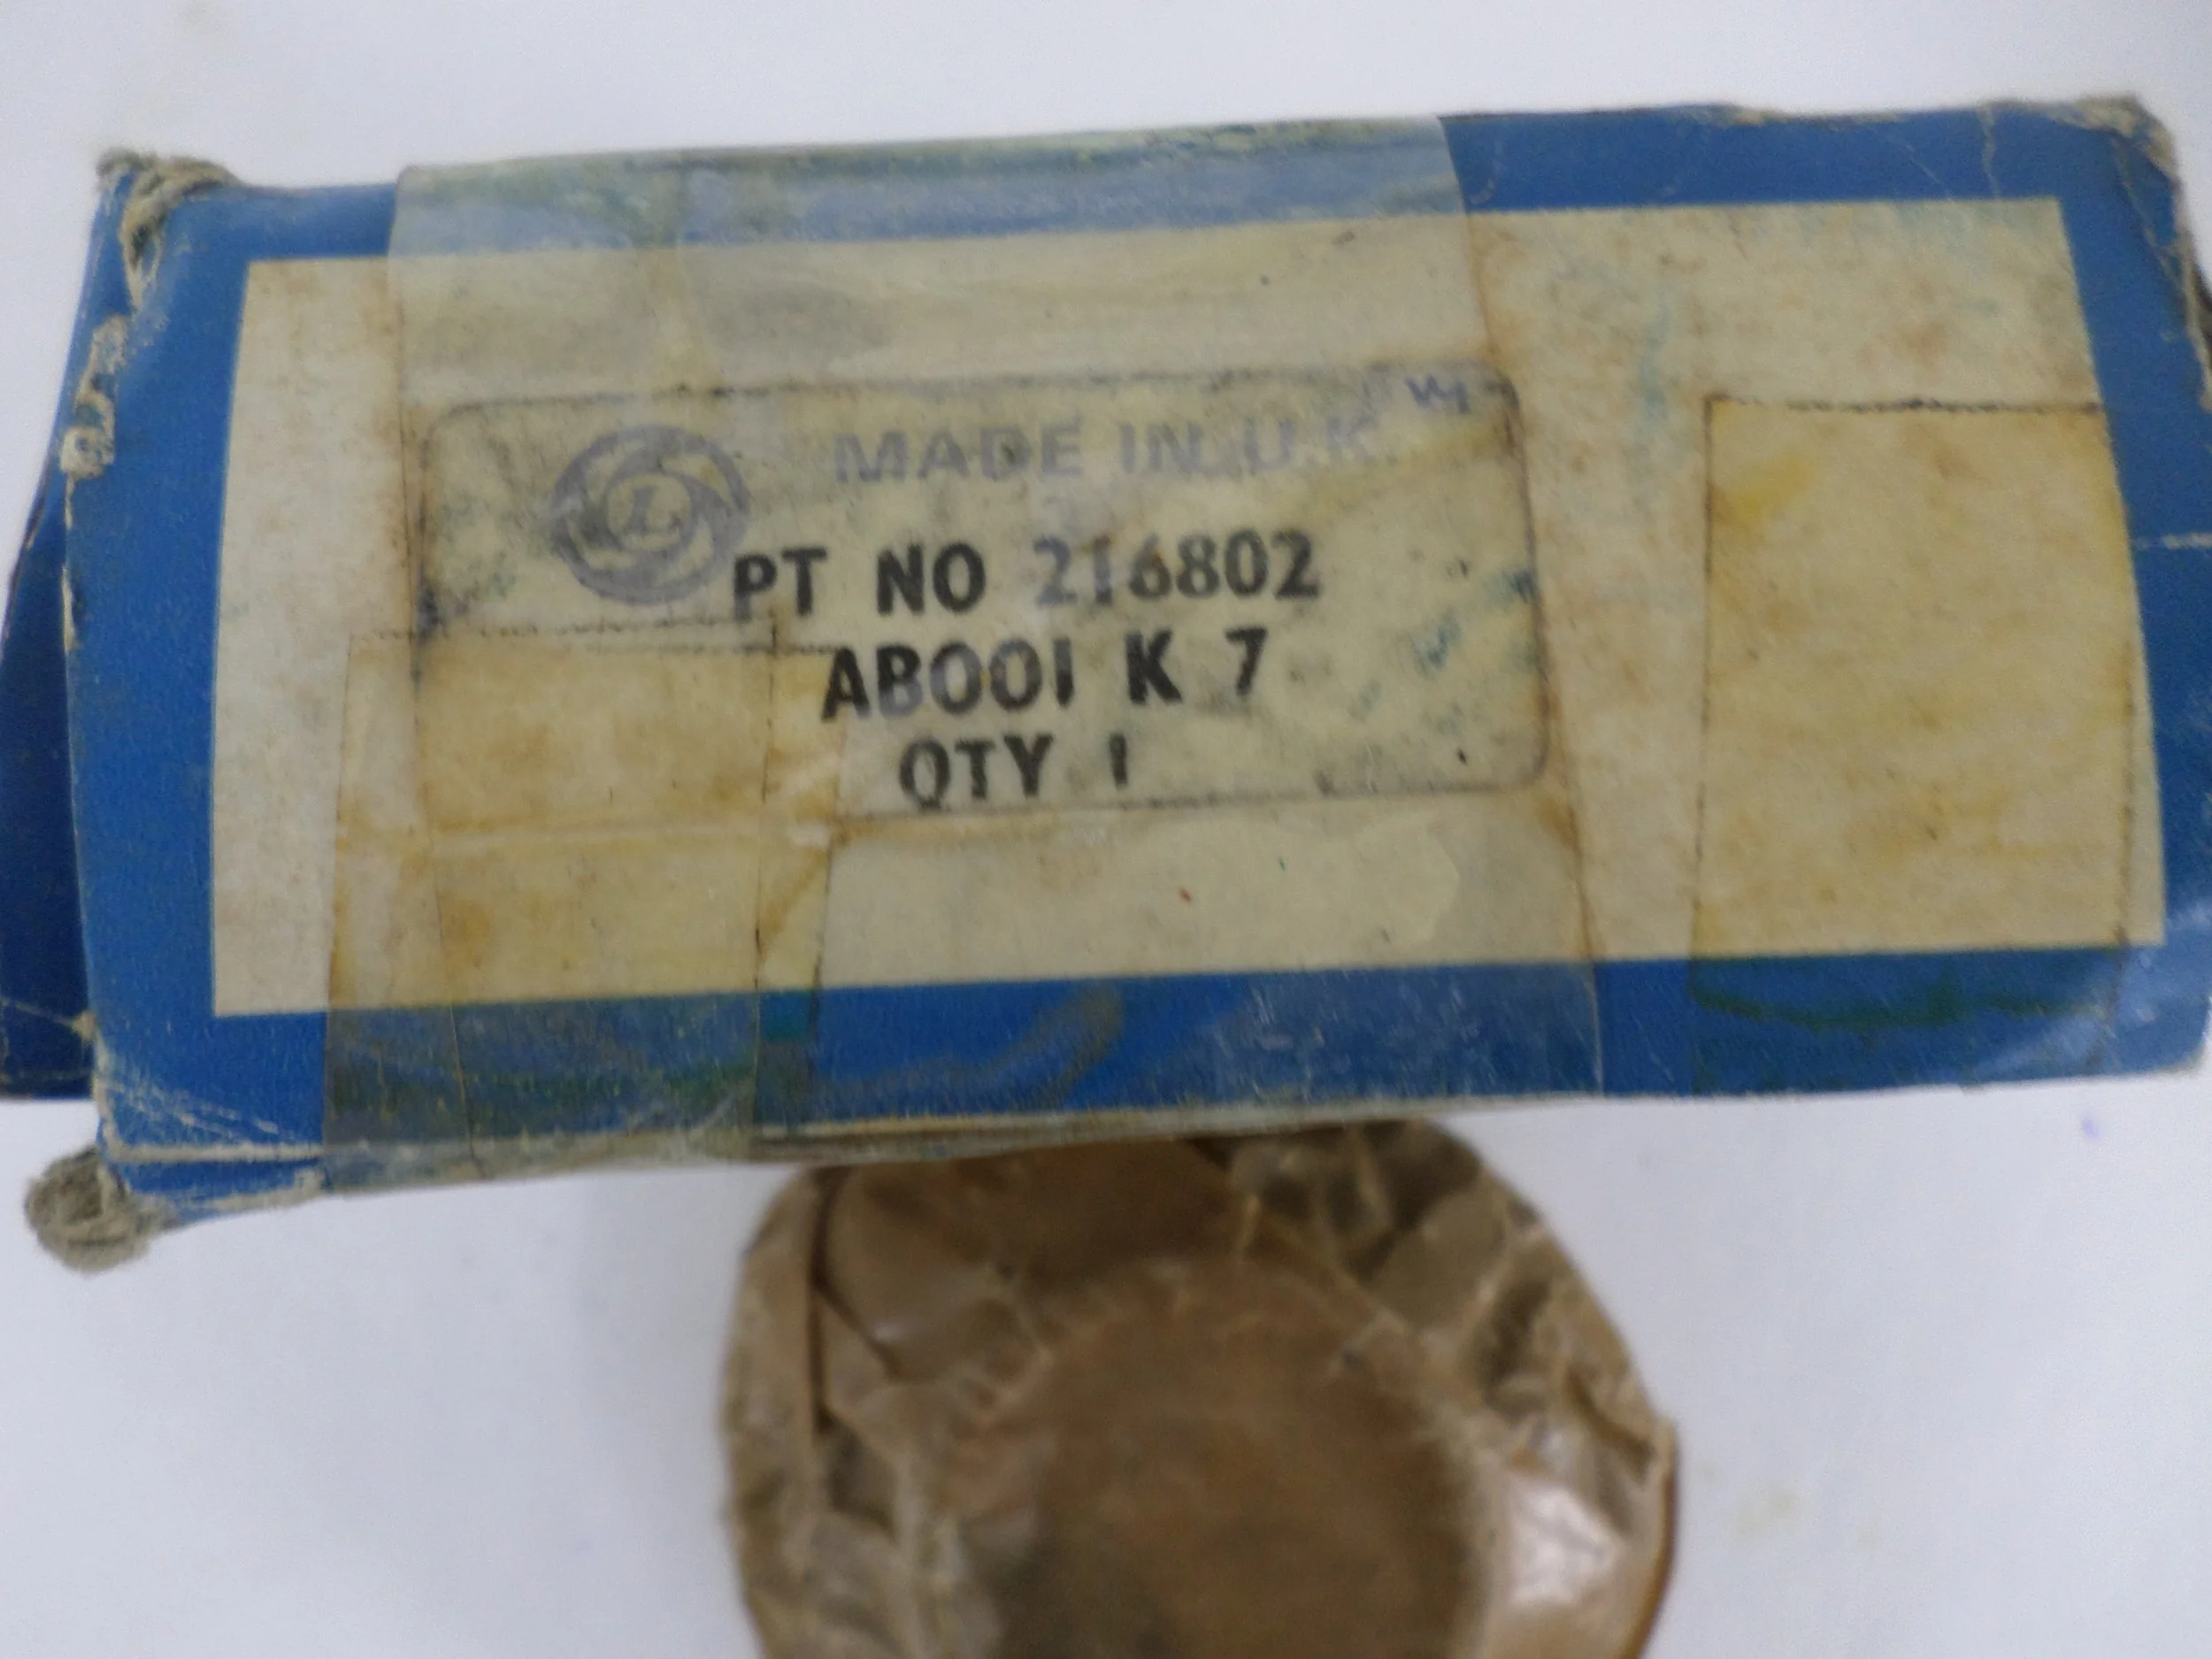 MADE IN U.K.
L
PT NO 216802
AB001 K 7
QTY 1